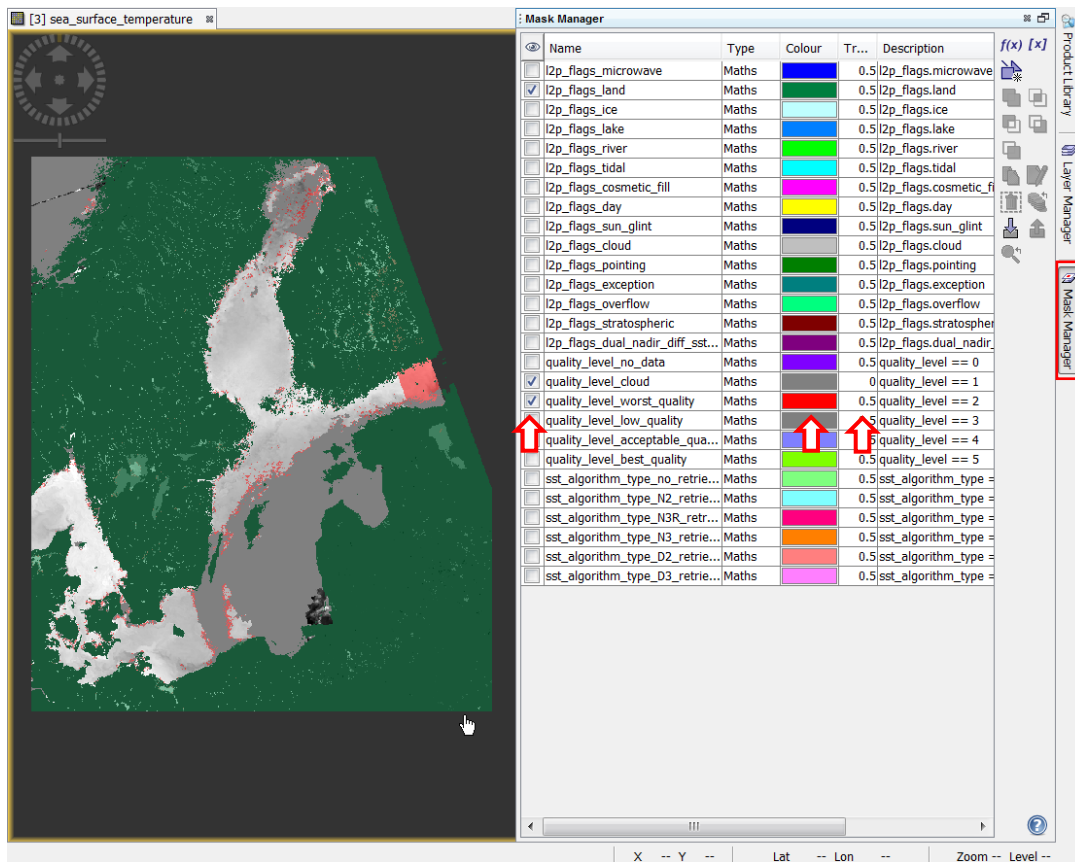 [3] sea_surface_temperature
Mask Manager
Name Type Colour Tr... Description
l2p_flags_microwave Maths 0.5 l2p_flags.microwave
l2p_flags_land Maths 0.5 l2p_flags.land
l2p_flags_ice Maths 0.5 l2p_flags.ice
l2p_flags_lake Maths 0.5 l2p_flags.lake
l2p_flags_river Maths 0.5 l2p_flags.river
l2p_flags_tidal Maths 0.5 l2p_flags.tidal
l2p_flags_cosmetic_fill Maths 0.5 l2p_flags.cosmetic_fi
l2p_flags_day Maths 0.5 l2p_flags.day
l2p_flags_sun_glint Maths 0.5 l2p_flags.sun_glint
l2p_flags_cloud Maths 0.5 l2p_flags.cloud
l2p_flags_pointing Maths 0.5 l2p_flags.pointing
l2p_flags_exception Maths 0.5 l2p_flags.exception
l2p_flags_overflow Maths 0.5 l2p_flags.overflow
l2p_flags_stratospheric Maths 0.5 l2p_flags.stratospher
l2p_flags_dual_nadir_diff_sst... Maths 0.5 l2p_flags.dual_nadir_
quality_level_no_data Maths 0.5 quality_level == 0
quality_level_cloud Maths 0 quality_level == 1
quality_level_worst_quality Maths 0.5 quality_level == 2
quality_level_low_quality Maths 5 quality_level == 3
quality_level_acceptable_qua... Maths 5 quality_level == 4
quality_level_best_quality Maths 0.5 quality_level == 5
sst_algorithm_type_no_retrie... Maths 0.5 sst_algorithm_type =
sst_algorithm_type_N2_retrie... Maths 0.5 sst_algorithm_type =
sst_algorithm_type_N3R_retr... Maths 0.5 sst_algorithm_type =
sst_algorithm_type_N3_retrie... Maths 0.5 sst_algorithm_type =
sst_algorithm_type_D2_retrie... Maths 0.5 sst_algorithm_type =
sst_algorithm_type_D3_retrie... Maths 0.5 sst_algorithm_type =
f(x) [x]
Product Library
Layer Manager
Mask Manager
X -- Y -- Lat -- Lon -- Zoom -- Level --